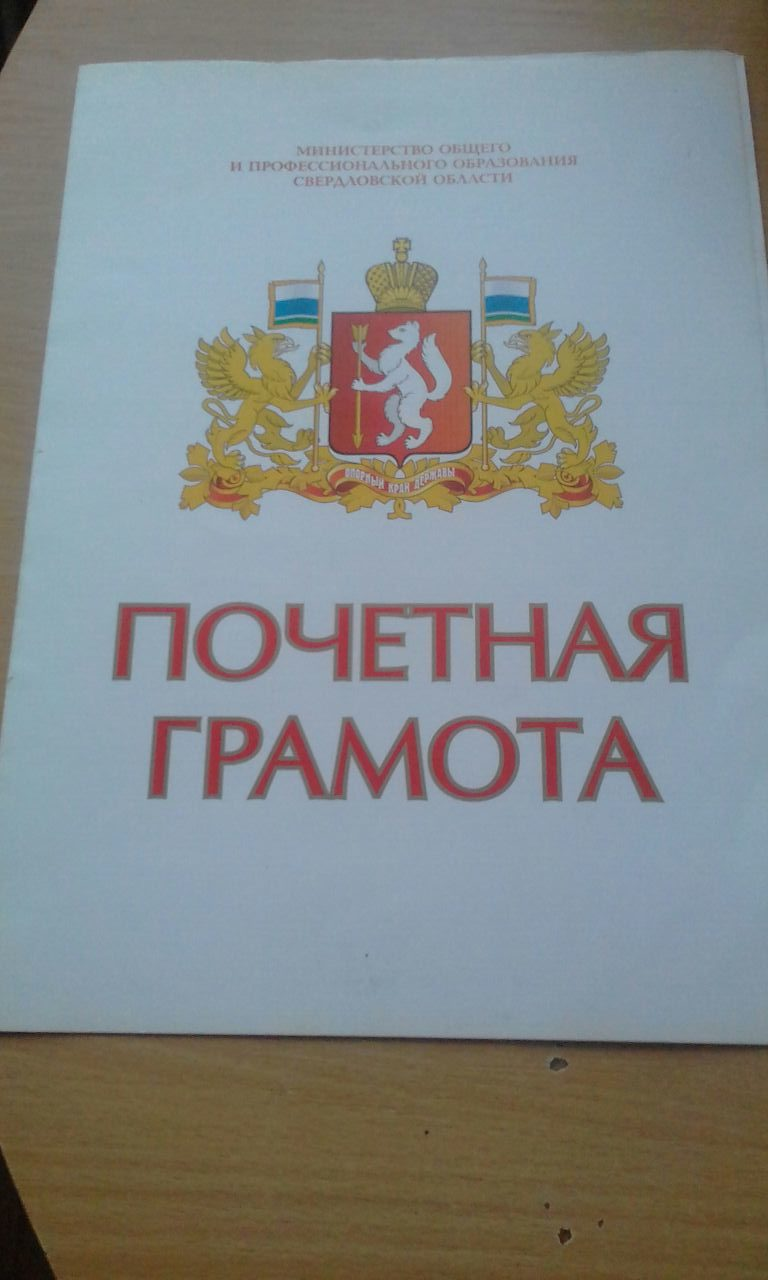 МИНИСТЕРСТВО ОБЩЕГО
И ПРОФЕССИОНАЛЬНОГО ОБРАЗОВАНИЯ
СВЕРДЛОВСКОЙ ОБЛАСТИ
ОПОРНЫЙ КРАЙ ДЕРЖАВЫ
ПОЧЕТНАЯ
ГРАМОТА